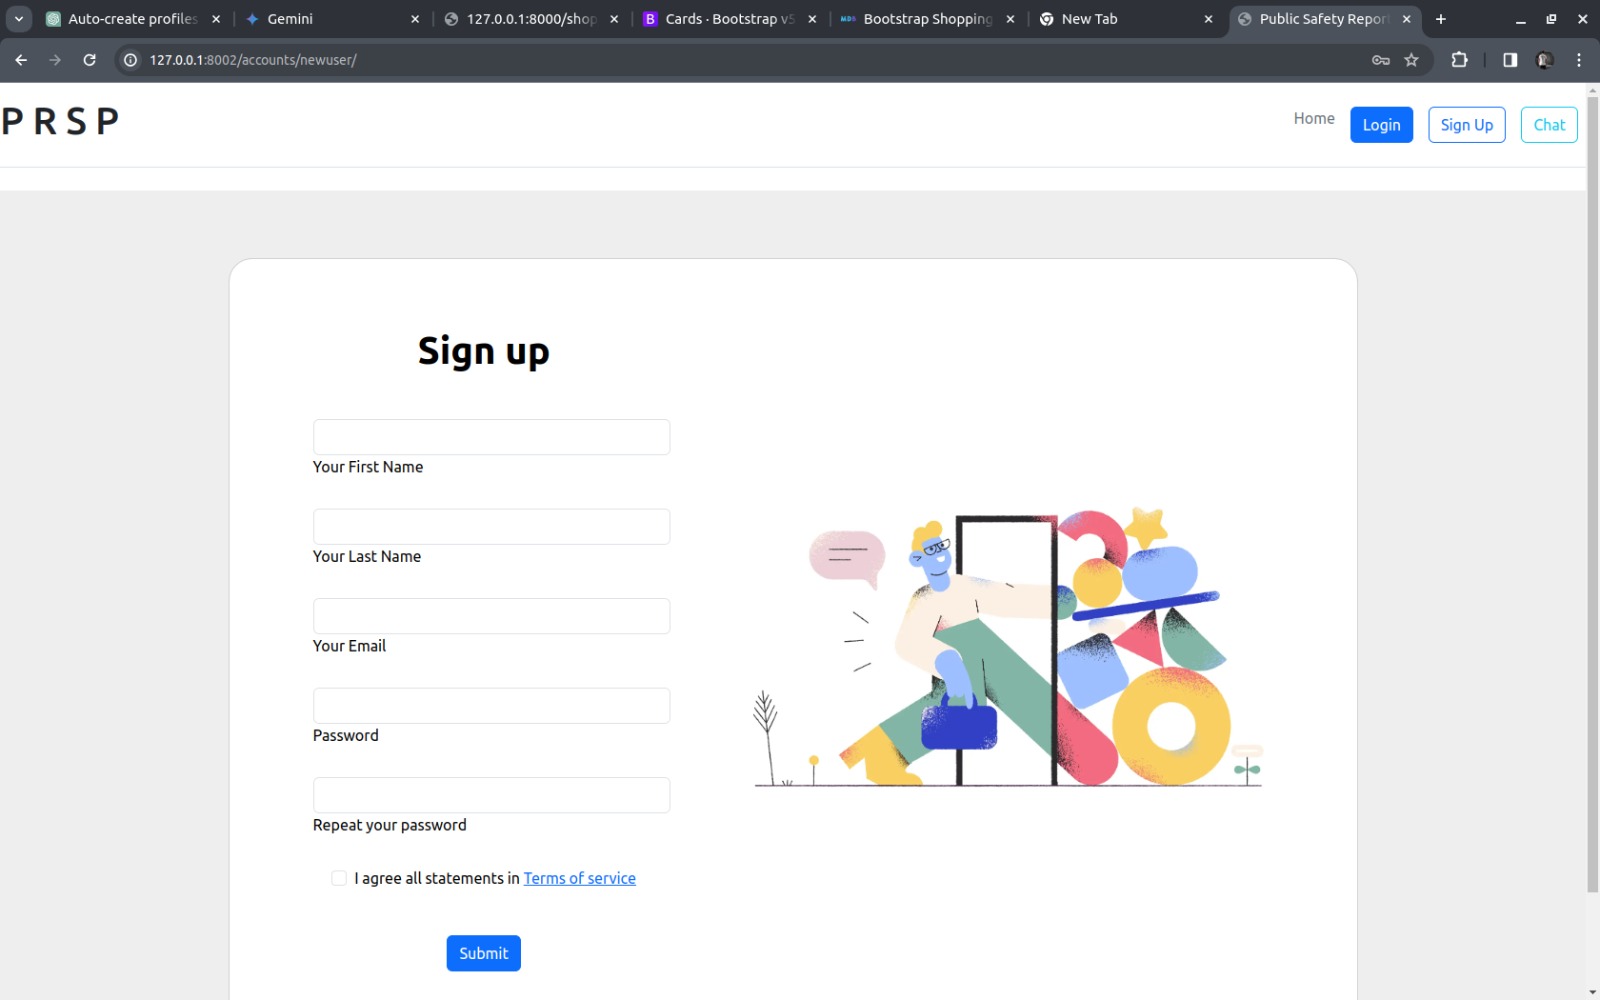 Auto-create profiles
Gemini
127.0.0.1:8000/shop
B Cards · Bootstrap v5
MDB Bootstrap Shopping
New Tab
Public Safety Repor
127.0.0.1:8002/accounts/newuser/
PRSP
Home
Login
Sign Up
Chat
Sign up
Your First Name
Your Last Name
Your Email
Password
Repeat your password
I agree all statements in Terms of service
Submit